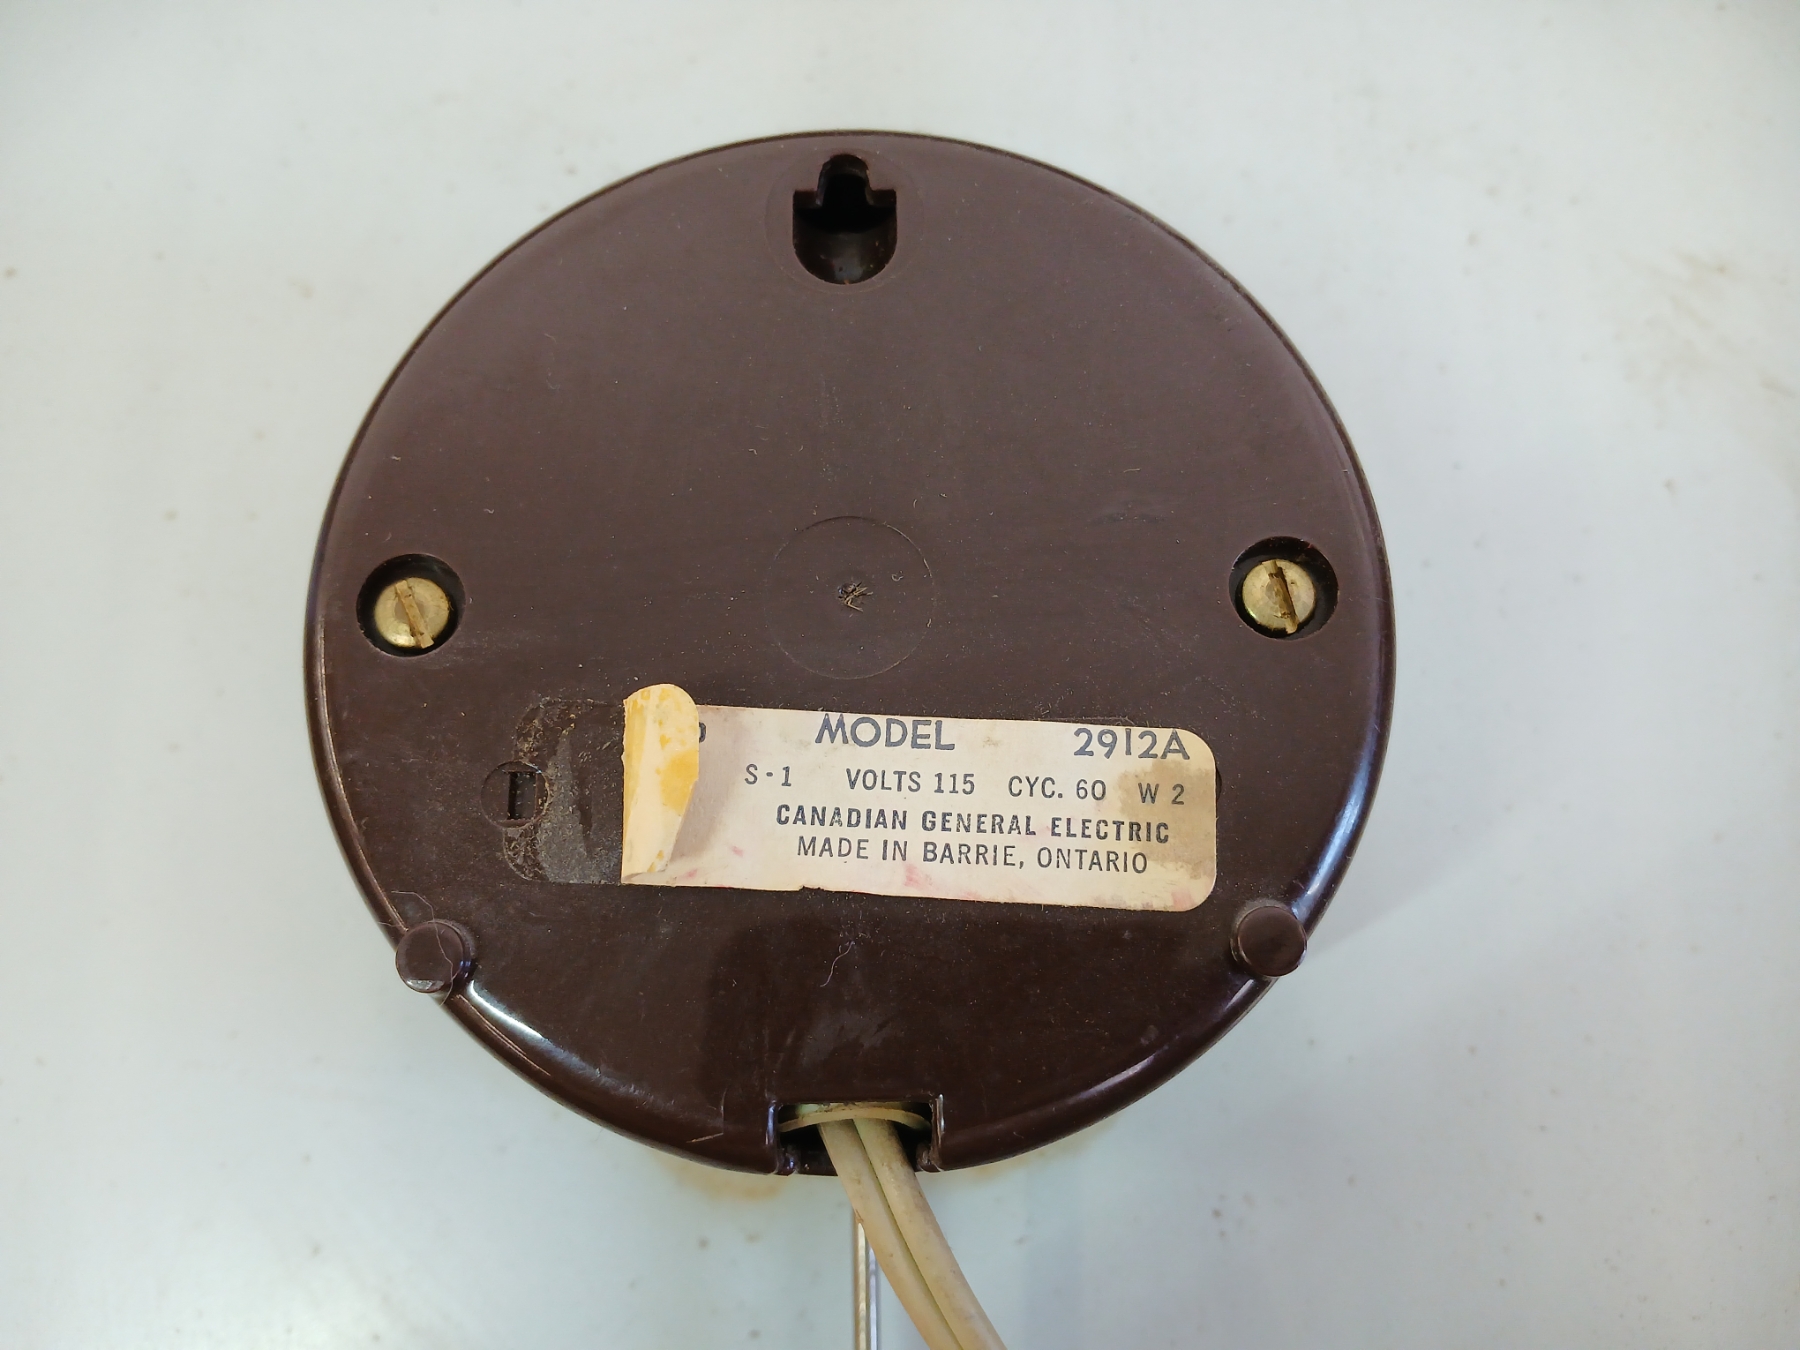 MODEL 2912A
S-1 VOLTS 115 CYC. 60 W 2
CANADIAN GENERAL ELECTRIC
MADE IN BARRIE, ONTARIO